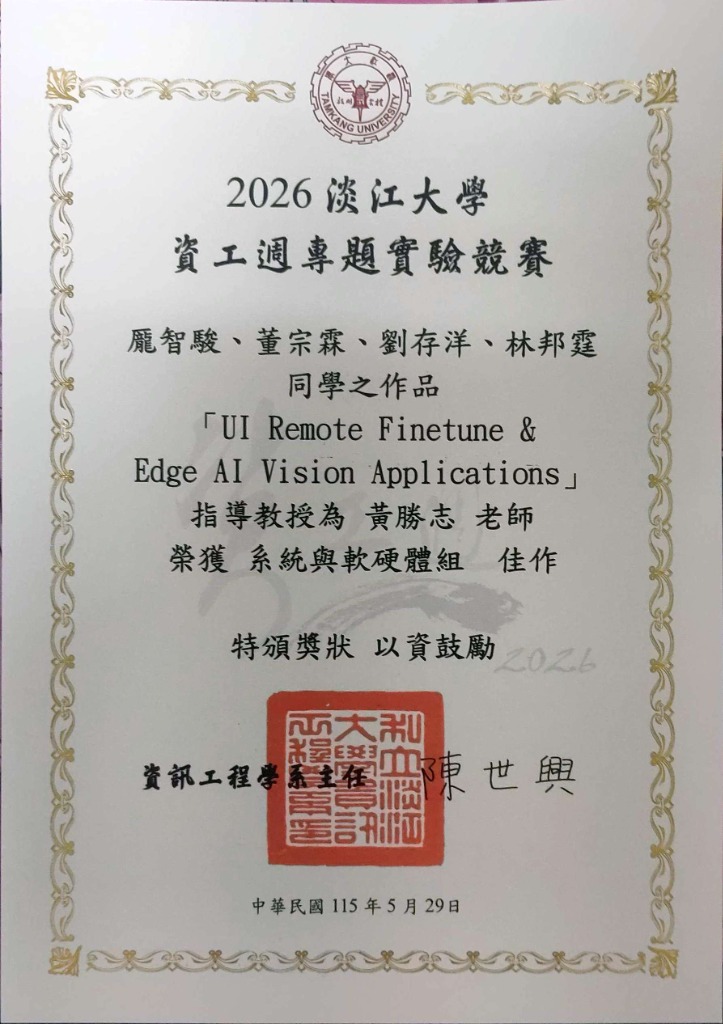 TAMKANG UNIVERSITY
2026 淡江大學
資工週專題實驗競賽
龎智駿、董宗霖、劉存洋、林邦霆
同學之作品
「UI Remote Finetune &
Edge AI Vision Applications」
指導教授為 黃勝志 老師
榮獲 系統與軟硬體組 佳作
特頒獎狀 以資鼓勵
2026
資訊工程學系主任 陳世興
中華民國 115 年 5 月 29 日